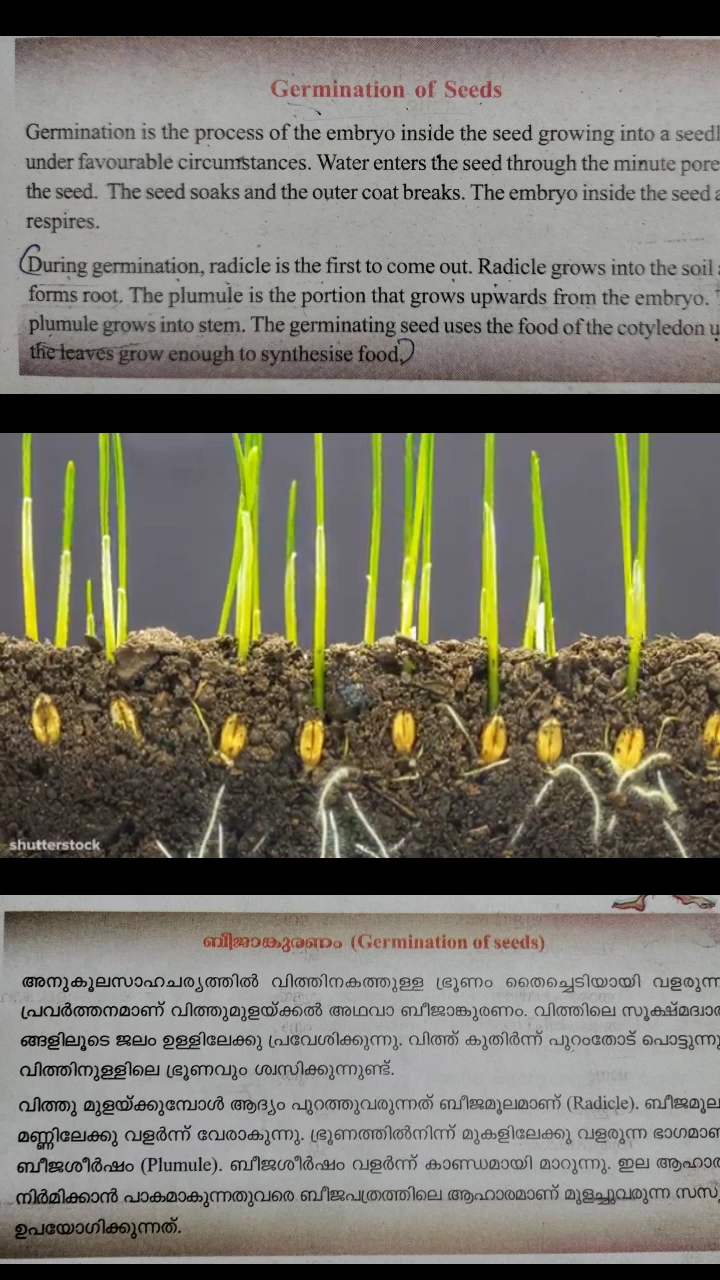 Germination of Seeds
Germination is the process of the embryo inside the seed growing into a seedl
under favourable circumstances. Water enters the seed through the minute pore
the seed. The seed soaks and the outer coat breaks. The embryo inside the seed a
respires.
During germination, radicle is the first to come out. Radicle grows into the soil
forms root. The plumule is the portion that grows upwards from the embryo.
plumule grows into stem. The germinating seed uses the food of the cotyledon u
the leaves grow enough to synthesise food.
shutterstock
ബീജാങ്കുരണം (Germination of seeds)
അനുകൂലസാഹചര്യത്തിൽ വിത്തിനകത്തുള്ള ഭ്രൂണം തൈച്ചെടിയായി വളരുന്ന
പ്രവർത്തനമാണ് വിത്തുമുളയ്ക്കൽ അഥവാ ബീജാങ്കുരണം. വിത്തിലെ സൂക്ഷ്മദ്വാര
ങ്ങളിലൂടെ ജലം ഉള്ളിലേക്കു പ്രവേശിക്കുന്നു. വിത്ത് കുതിർന്ന് പുറംതോട് പൊട്ടുന്നു
വിത്തിനുള്ളിലെ ഭ്രൂണവും ശ്വസിക്കുന്നുണ്ട്.
വിത്തു മുളയ്ക്കുമ്പോൾ ആദ്യം പുറത്തുവരുന്നത് ബീജമൂലമാണ് (Radicle). ബീജമൂല
മണ്ണിലേക്കു വളർന്ന് വേരാകുന്നു. ഭ്രൂണത്തിൽനിന്ന് മുകളിലേക്കു വളരുന്ന ഭാഗമാണ
ബീജശീർഷം (Plumule). ബീജശീർഷം വളർന്ന് കാണ്ഡമായി മാറുന്നു. ഇല ആഹാര
നിർമിക്കാൻ പാകമാകുന്നതുവരെ ബീജപത്രത്തിലെ ആഹാരമാണ് മുളച്ചുവരുന്ന സസ്യ
ഉപയോഗിക്കുന്നത്.